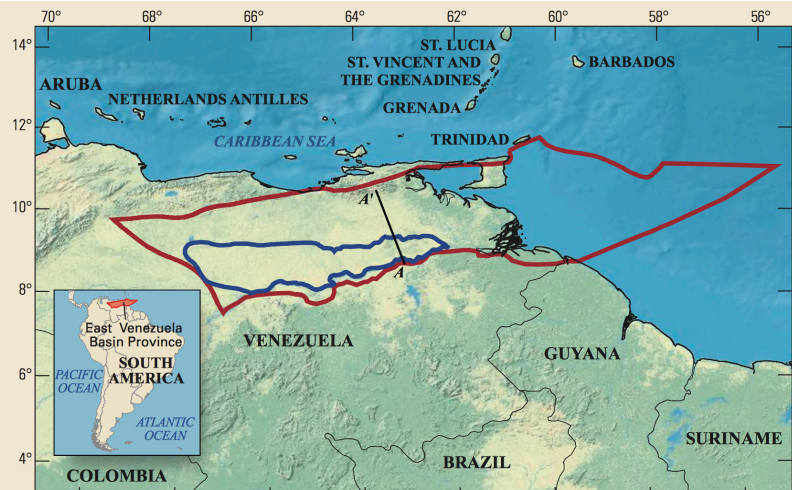 70° 68° 66° 64° 62° 60° 58° 56°
14°
12°
10°
8°
6°
4°
ST. LUCIA
ST. VINCENT AND
THE GRENADINES
BARBADOS
ARUBA
NETHERLANDS ANTILLES
GRENADA
CARIBBEAN SEA
TRINIDAD
A'
A
VENEZUELA
GUYANA
SURINAME
BRAZIL
COLOMBIA
East Venezuela
Basin Province
SOUTH
AMERICA
PACIFIC
OCEAN
ATLANTIC
OCEAN